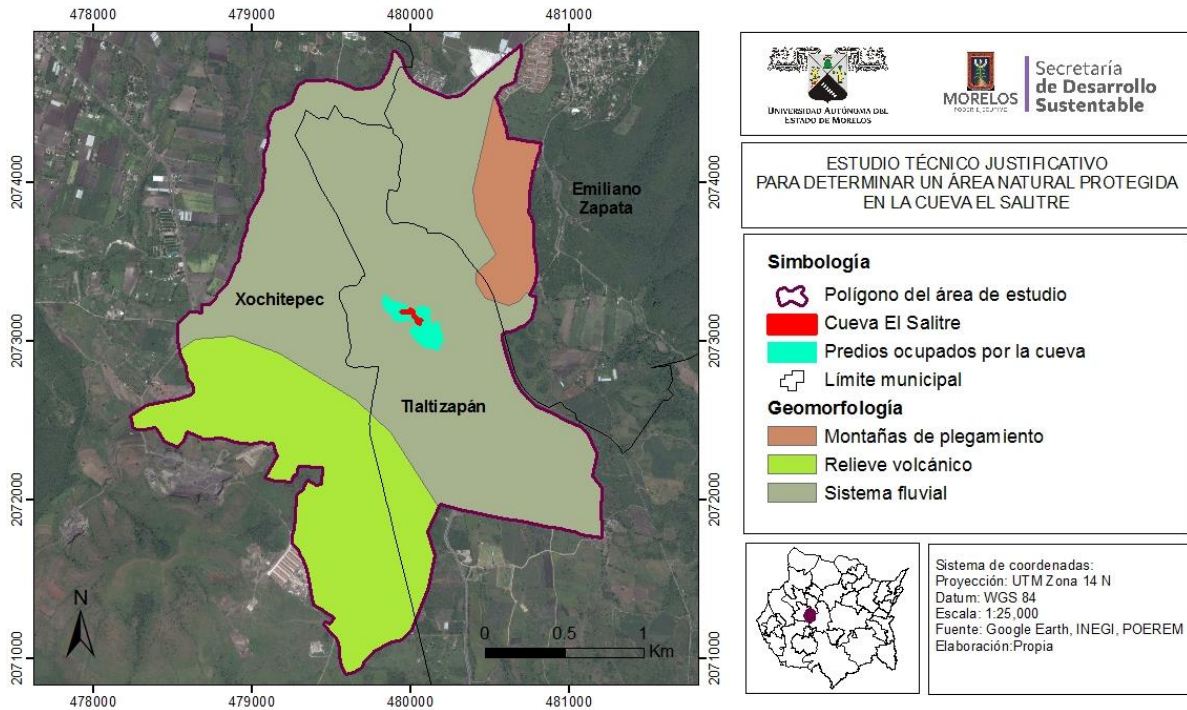 478000 479000 480000 481000
2074000
2073000
2072000
2071000
Emiliano
Zapata
Xochitepec
Tlaltizapán
N
0 0.5 1
Km
2074000
2073000
2072000
2071000
478000 479000 480000 481000
UNIVERSIDAD AUTÓNOMA DEL
ESTADO DE MORELOS
MORELOS
PODER EJECUTIVO
Secretaría
de Desarrollo
Sustentable
ESTUDIO TÉCNICO JUSTIFICATIVO
PARA DETERMINAR UN ÁREA NATURAL PROTEGIDA
EN LA CUEVA EL SALITRE
Simbología
Polígono del área de estudio
Cueva El Salitre
Predios ocupados por la cueva
Límite municipal
Geomorfología
Montañas de plegamiento
Relieve volcánico
Sistema fluvial
Sistema de coordenadas:
Proyección: UTM Zona 14 N
Datum: WGS 84
Escala: 1:25,000
Fuente: Google Earth, INEGI, POEREM
Elaboración:Propia